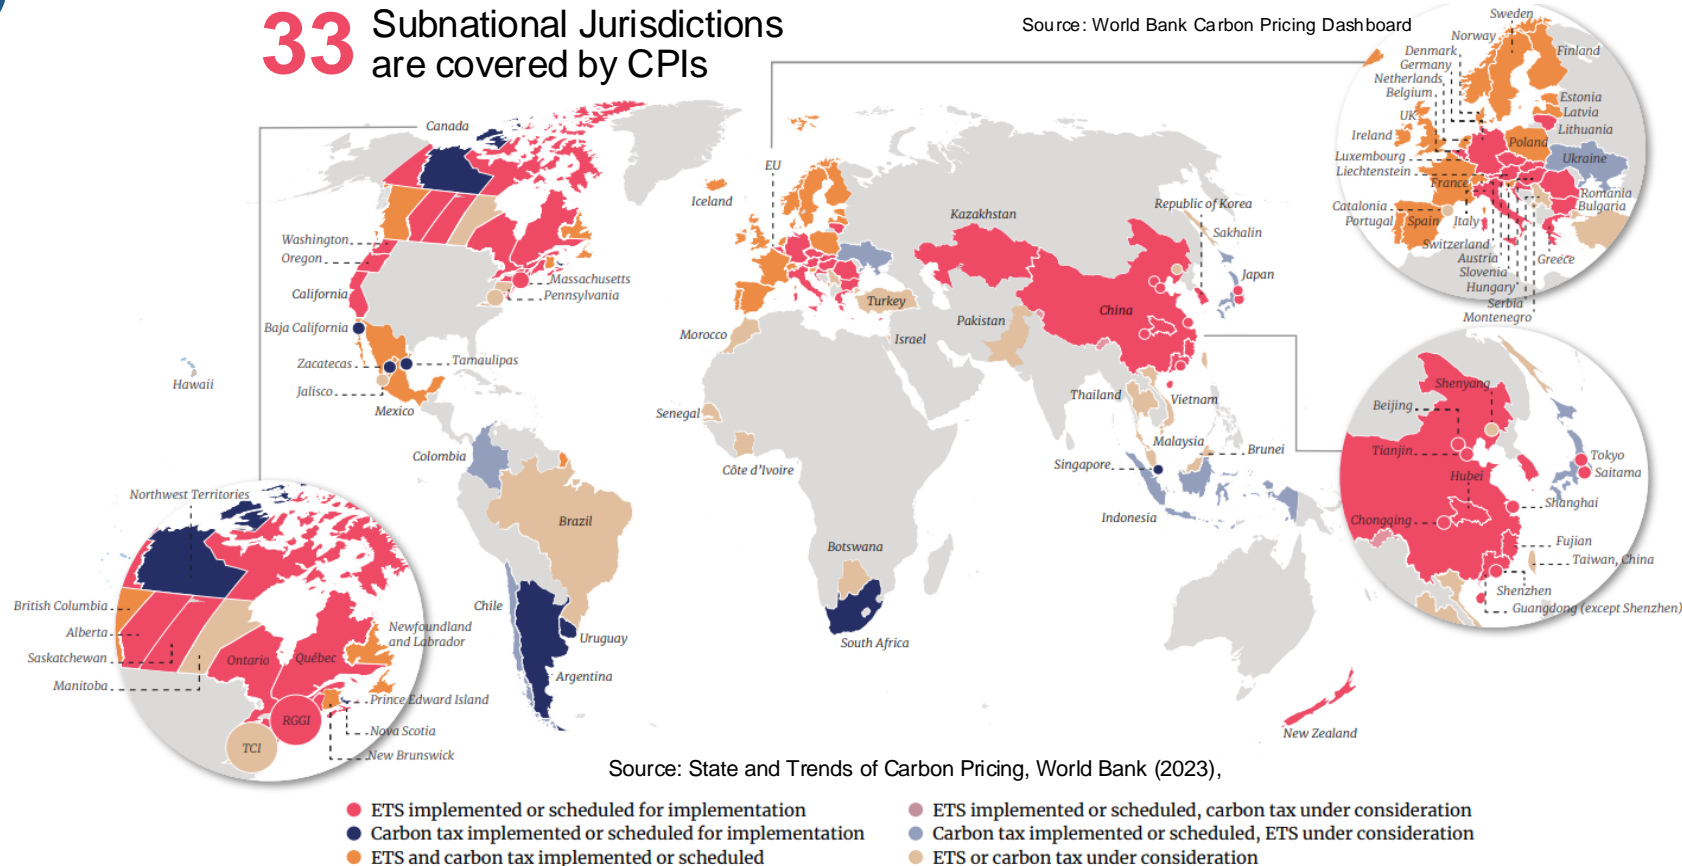 33
Subnational Jurisdictions
are covered by CPIs
Source: World Bank Carbon Pricing Dashboard
Sweden
Norway
Finland
Denmark
Germany
Netherlands
Belgium
Estonia
UK
Latvia
Lithuania
Ireland
Poland
Luxembourg
Ukraine
Liechtenstein
France
Romania
Catalonia
Bulgaria
Portugal
Spain
Italy
Switzerland
Austria
Greece
Slovenia
Hungary
Serbia
Montenegro
Canada
EU
Iceland
Kazakhstan
Republic of Korea
Sakhalin
Washington
Oregon
Massachusetts
Japan
California
Pennsylvania
Turkey
China
Baja California
Pakistan
Morocco
Israel
Zacatecas
Tamaulipas
Hawaii
Jalisco
Thailand
Vietnam
Mexico
Senegal
Malaysia
Colombia
Brunei
Côte d'Ivoire
Singapore
Indonesia
Brazil
Botswana
Chile
Uruguay
South Africa
Argentina
New Zealand
Shenyang
Beijing
Tianjin
Tokyo
Hubei
Saitama
Shanghai
Chongqing
Fujian
Taiwan, China
Shenzhen
Guangdong (except Shenzhen)
Northwest Territories
British Columbia
Newfoundland
and Labrador
Alberta
Saskatchewan
Ontario
Québec
Manitoba
Prince Edward Island
RGGI
Nova Scotia
TCI
New Brunswick
Source: State and Trends of Carbon Pricing, World Bank (2023),
ETS implemented or scheduled for implementation
Carbon tax implemented or scheduled for implementation
ETS and carbon tax implemented or scheduled
ETS implemented or scheduled, carbon tax under consideration
Carbon tax implemented or scheduled, ETS under consideration
ETS or carbon tax under consideration